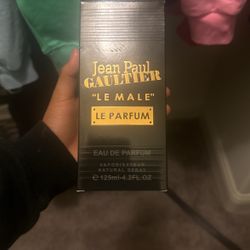 Jean Paul
GAULTIER
"LE MALE"
LE PARFUM
EAU DE PARFUM
VAPORISATEUR
NATURAL SPRAY
℮125ml-4.2FL.OZ